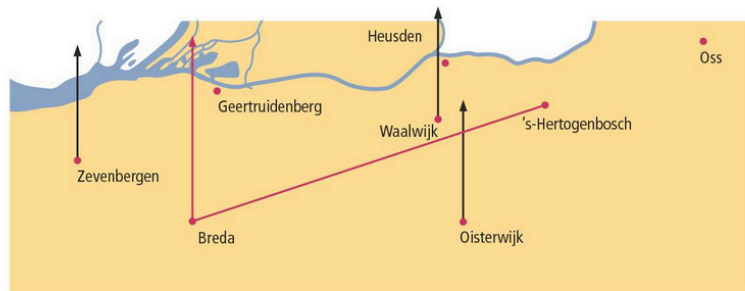 Heusden
Oss
Geertruidenberg
Waalwijk
’s-Hertogenbosch
Zevenbergen
Breda
Oisterwijk